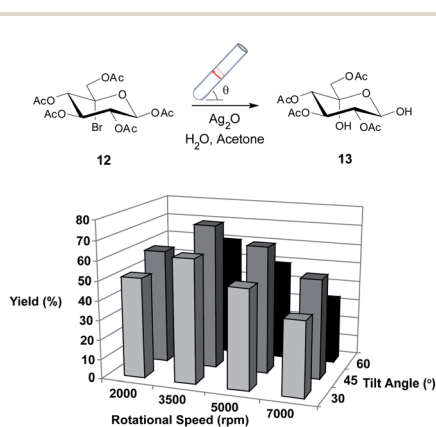 OAc
AcO
O
AcO
OAc
Br
OAc
12
θ
Ag2O
H2O, Acetone
OAc
AcO
O
AcO
OH
OH
OAc
13
80
70
60
50
40
30
20
10
0
Yield (%)
2000
3500
5000
7000
Rotational Speed (rpm)
60
45
30
Tilt Angle (º)